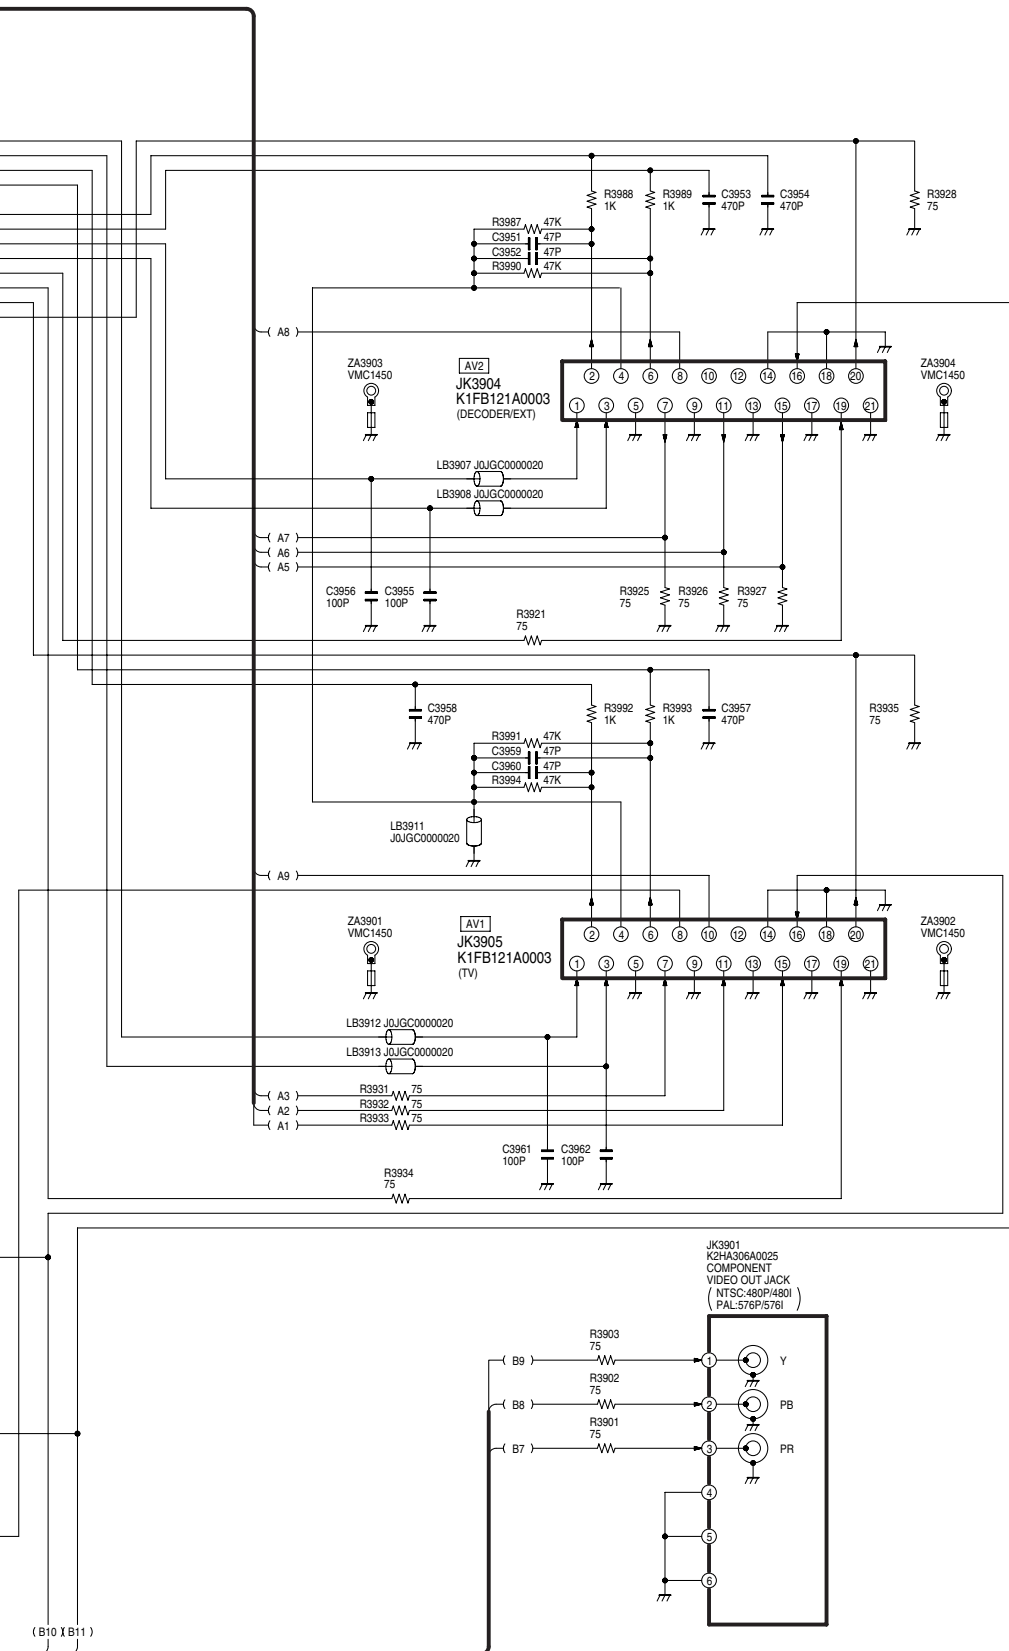 R3988
1K
R3989
1K
C3953
470P
C3954
470P
R3928
75
R3987 47K
C3951 47P
C3952 47P
R3990 47K
A8
ZA3903
VMC1450
AV2
JK3904
K1FB121A0003
(DECODER/EXT)
2 4 6 8 10 12 14 16 18 20
1 3 5 7 9 11 13 15 17 19 21
ZA3904
VMC1450
LB3907 J0JGC0000020
LB3908 J0JGC0000020
A7
A6
A5
C3956
100P
C3955
100P
R3925
75
R3926
75
R3927
75
R3921
75
C3958
470P
R3992
1K
R3993
1K
C3957
470P
R3935
75
R3991 47K
C3959 47P
C3960 47P
R3994 47K
LB3911
J0JGC0000020
A9
ZA3901
VMC1450
AV1
JK3905
K1FB121A0003
(TV)
2 4 6 8 10 12 14 16 18 20
1 3 5 7 9 11 13 15 17 19 21
ZA3902
VMC1450
LB3912 J0JGC0000020
LB3913 J0JGC0000020
A3 R3931 75
A2 R3932 75
A1 R3933 75
C3961
100P
C3962
100P
R3934
75
JK3901
K2HA306A0025
COMPONENT
VIDEO OUT JACK
( NTSC:480P/480I )
( PAL:576P/576I )
R3903
75
B9 1 Y
R3902
75
B8 2 PB
R3901
75
B7 3 PR
4
5
6
(B10)(B11)